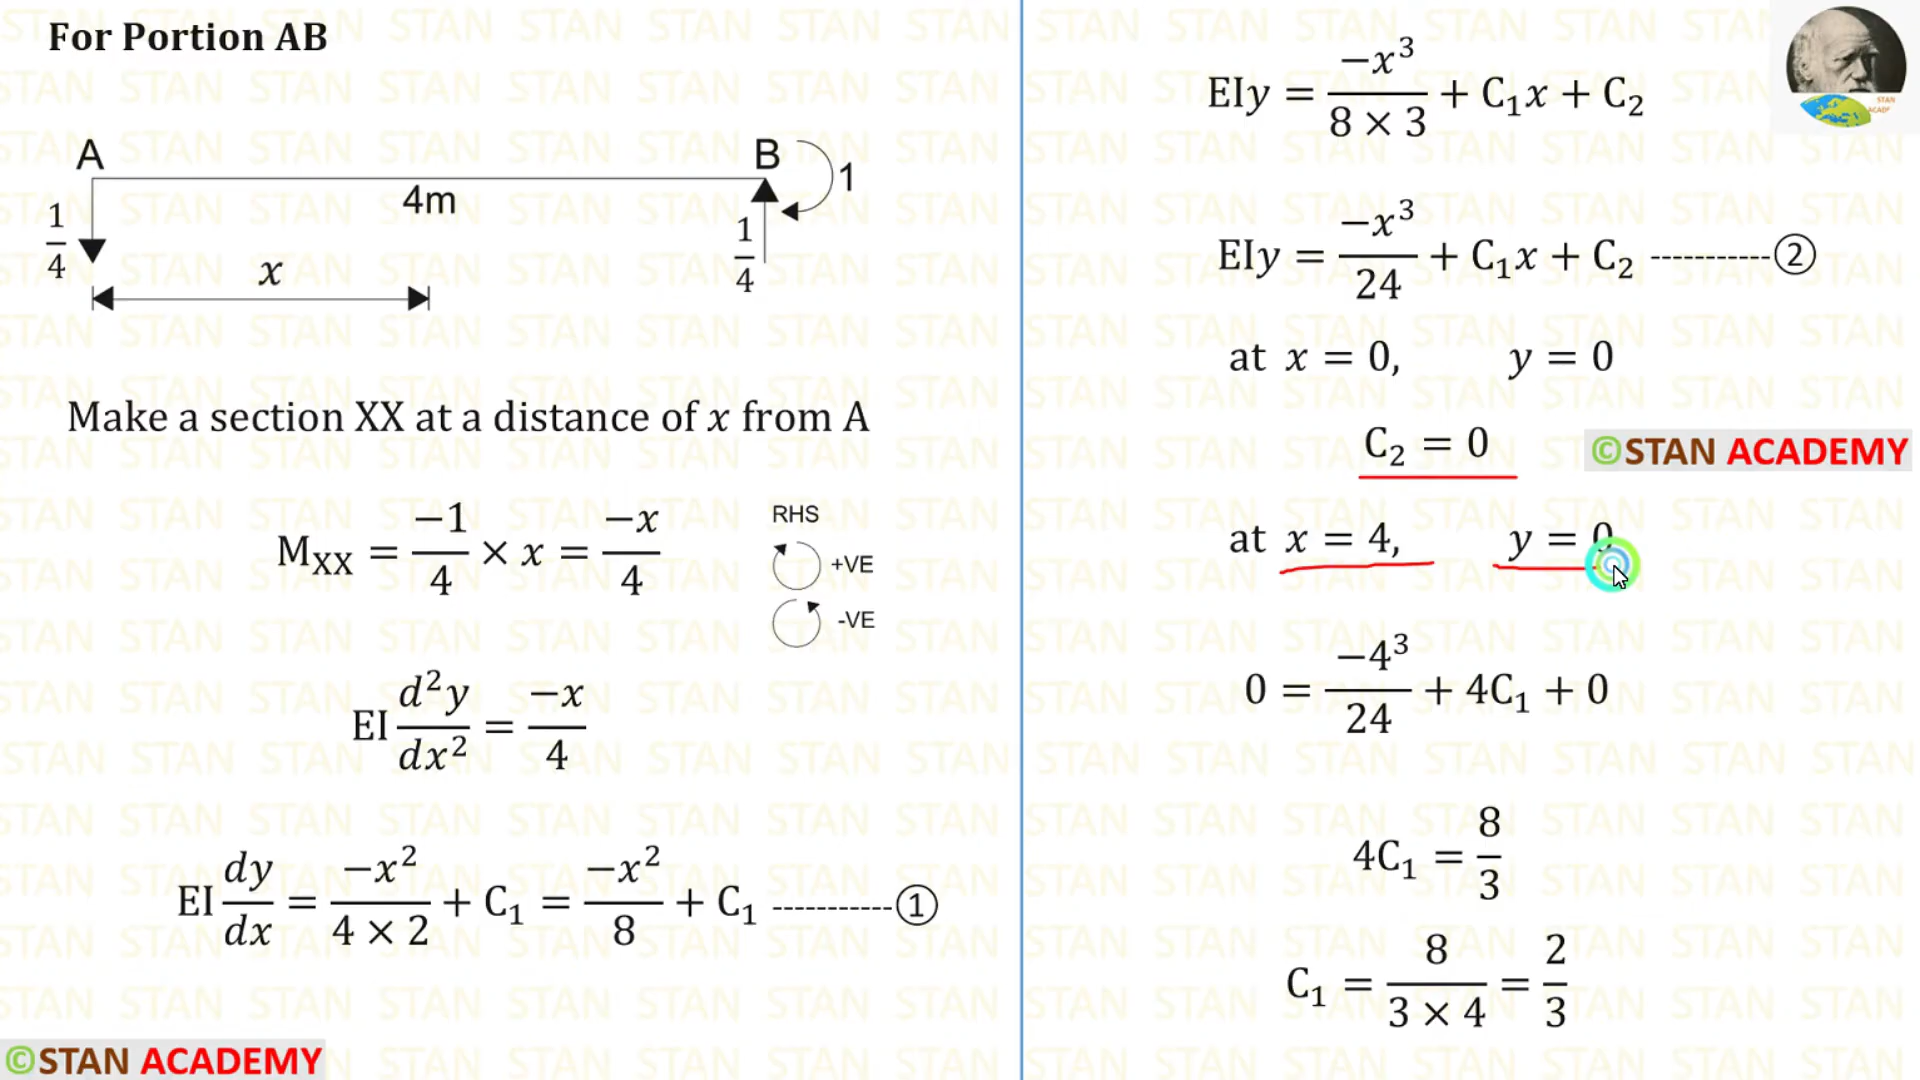 For Portion AB
A
B
1
4m
1/4
1/4
x
Make a section XX at a distance of x from A
M_XX = −1/4 × x = −x/4
RHS
+VE
-VE
EI d²y/dx² = −x/4
EI dy/dx = −x²/(4 × 2) + C₁ = −x²/8 + C₁ -----------①
©STAN ACADEMY
EIy = −x³/(8 × 3) + C₁x + C₂
EIy = −x³/24 + C₁x + C₂ -----------②
at x = 0, y = 0
C₂ = 0
©STAN ACADEMY
at x = 4, y = 0
0 = −4³/24 + 4C₁ + 0
4C₁ = 8/3
C₁ = 8/(3 × 4) = 2/3